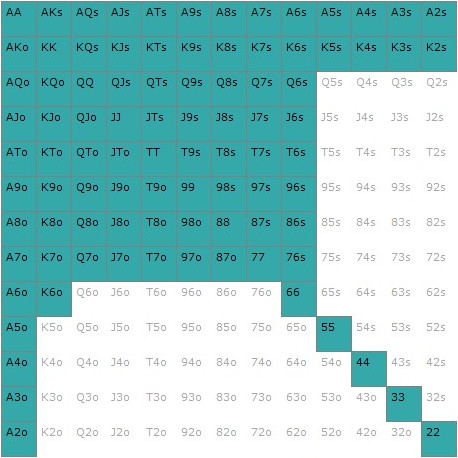 AA AKs AQs AJs ATs A9s A8s A7s A6s A5s A4s A3s A2s
AKo KK KQs KJs KTs K9s K8s K7s K6s K5s K4s K3s K2s
AQo KQo QQ QJs QTs Q9s Q8s Q7s Q6s Q5s Q4s Q3s Q2s
AJo KJo QJo JJ JTs J9s J8s J7s J6s J5s J4s J3s J2s
ATo KTo QTo JTo TT T9s T8s T7s T6s T5s T4s T3s T2s
A9o K9o Q9o J9o T9o 99 98s 97s 96s 95s 94s 93s 92s
A8o K8o Q8o J8o T8o 98o 88 87s 86s 85s 84s 83s 82s
A7o K7o Q7o J7o T7o 97o 87o 77 76s 75s 74s 73s 72s
A6o K6o Q6o J6o T6o 96o 86o 76o 66 65s 64s 63s 62s
A5o K5o Q5o J5o T5o 95o 85o 75o 65o 55 54s 53s 52s
A4o K4o Q4o J4o T4o 94o 84o 74o 64o 54o 44 43s 42s
A3o K3o Q3o J3o T3o 93o 83o 73o 63o 53o 43o 33 32s
A2o K2o Q2o J2o T2o 92o 82o 72o 62o 52o 42o 32o 22